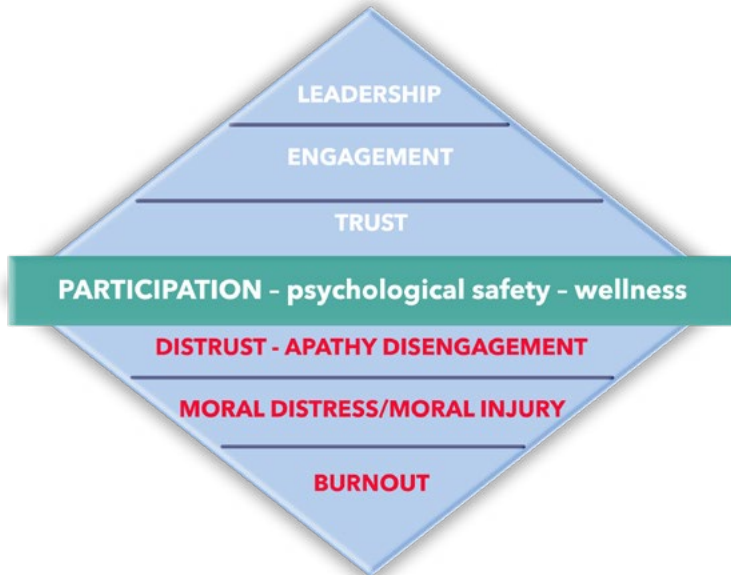 LEADERSHIP
ENGAGEMENT
TRUST
PARTICIPATION – psychological safety – wellness
DISTRUST - APATHY DISENGAGEMENT
MORAL DISTRESS/MORAL INJURY
BURNOUT